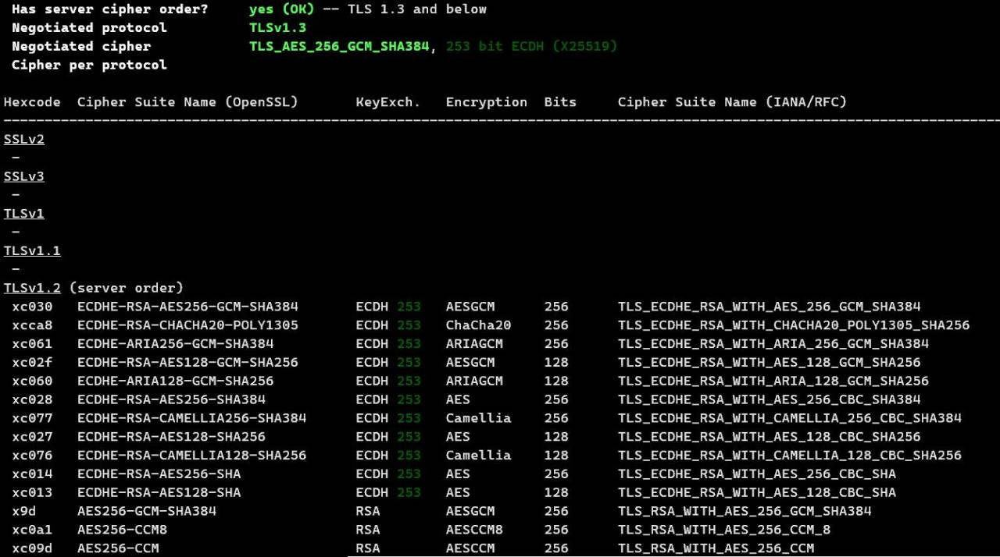 Has server cipher order? yes (OK) -- TLS 1.3 and below
Negotiated protocol TLSv1.3
Negotiated cipher TLS_AES_256_GCM_SHA384, 253 bit ECDH (X25519)
Cipher per protocol
Hexcode Cipher Suite Name (OpenSSL) KeyExch. Encryption Bits Cipher Suite Name (IANA/RFC)
SSLv2
-
SSLv3
-
TLSv1
-
TLSv1.1
-
TLSv1.2 (server order)
xc030 ECDHE-RSA-AES256-GCM-SHA384 ECDH 253 AESGCM 256 TLS_ECDHE_RSA_WITH_AES_256_GCM_SHA384
xcca8 ECDHE-RSA-CHACHA20-POLY1305 ECDH 253 ChaCha20 256 TLS_ECDHE_RSA_WITH_CHACHA20_POLY1305_SHA256
xc061 ECDHE-ARIA256-GCM-SHA384 ECDH 253 ARIAGCM 256 TLS_ECDHE_RSA_WITH_ARIA_256_GCM_SHA384
xc02f ECDHE-RSA-AES128-GCM-SHA256 ECDH 253 AESGCM 128 TLS_ECDHE_RSA_WITH_AES_128_GCM_SHA256
xc060 ECDHE-ARIA128-GCM-SHA256 ECDH 253 ARIAGCM 128 TLS_ECDHE_RSA_WITH_ARIA_128_GCM_SHA256
xc028 ECDHE-RSA-AES256-SHA384 ECDH 253 AES 256 TLS_ECDHE_RSA_WITH_AES_256_CBC_SHA384
xc077 ECDHE-RSA-CAMELLIA256-SHA384 ECDH 253 Camellia 256 TLS_ECDHE_RSA_WITH_CAMELLIA_256_CBC_SHA384
xc027 ECDHE-RSA-AES128-SHA256 ECDH 253 AES 128 TLS_ECDHE_RSA_WITH_AES_128_CBC_SHA256
xc076 ECDHE-RSA-CAMELLIA128-SHA256 ECDH 253 Camellia 128 TLS_ECDHE_RSA_WITH_CAMELLIA_128_CBC_SHA256
xc014 ECDHE-RSA-AES256-SHA ECDH 253 AES 256 TLS_ECDHE_RSA_WITH_AES_256_CBC_SHA
xc013 ECDHE-RSA-AES128-SHA ECDH 253 AES 128 TLS_ECDHE_RSA_WITH_AES_128_CBC_SHA
x9d AES256-GCM-SHA384 RSA AESGCM 256 TLS_RSA_WITH_AES_256_GCM_SHA384
xc0a1 AES256-CCM8 RSA AESCCM8 256 TLS_RSA_WITH_AES_256_CCM_8
xc09d AES256-CCM RSA AESCCM 256 TLS_RSA_WITH_AES_256_CCM